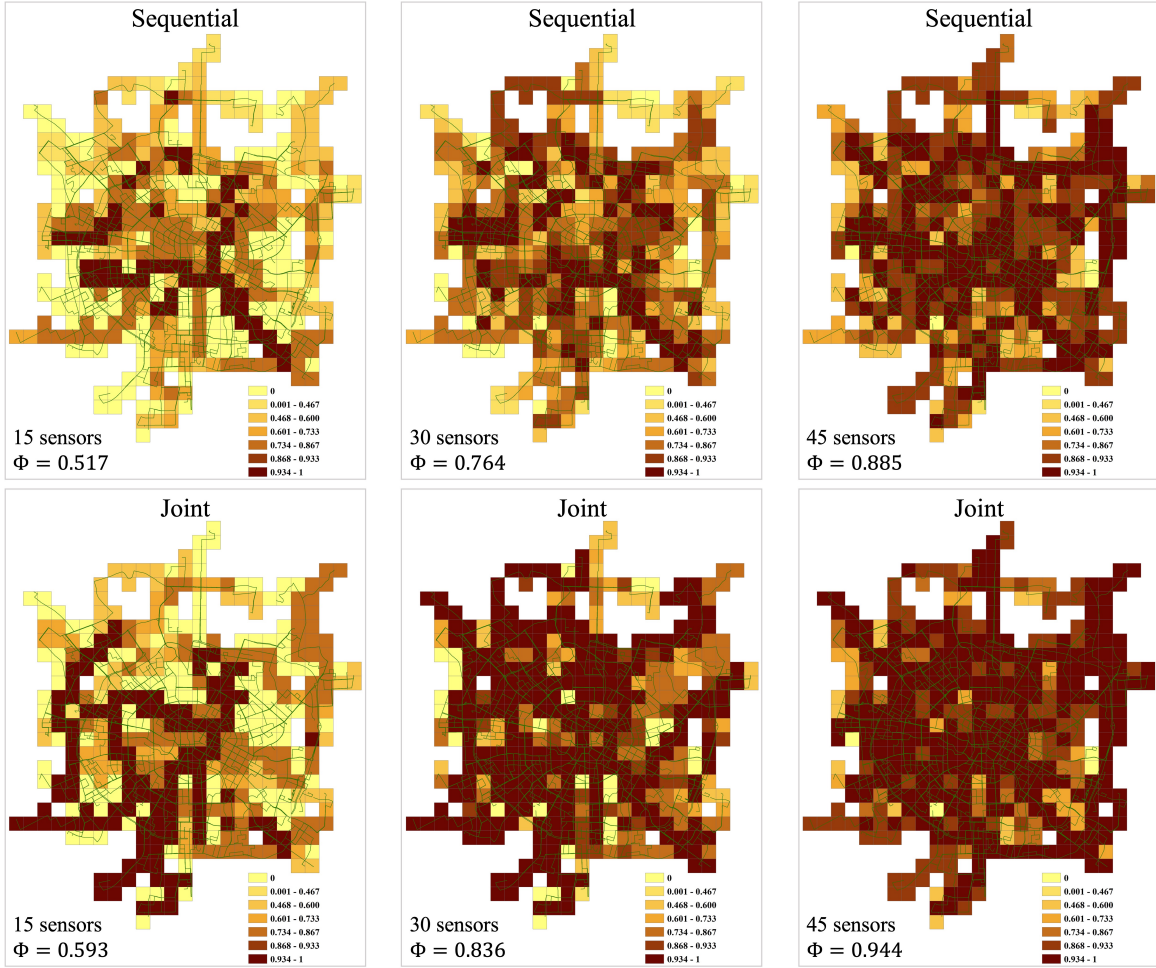 Sequential
0
0.001 - 0.467
0.468 - 0.600
0.601 - 0.733
0.734 - 0.867
0.868 - 0.933
0.934 - 1
15 sensors
Φ = 0.517
Sequential
0
0.001 - 0.467
0.468 - 0.600
0.601 - 0.733
0.734 - 0.867
0.868 - 0.933
0.934 - 1
30 sensors
Φ = 0.764
Sequential
0
0.001 - 0.467
0.468 - 0.600
0.601 - 0.733
0.734 - 0.867
0.868 - 0.933
0.934 - 1
45 sensors
Φ = 0.885
Joint
0
0.001 - 0.467
0.468 - 0.600
0.601 - 0.733
0.734 - 0.867
0.868 - 0.933
0.934 - 1
15 sensors
Φ = 0.593
Joint
0
0.001 - 0.467
0.468 - 0.600
0.601 - 0.733
0.734 - 0.867
0.868 - 0.933
0.934 - 1
30 sensors
Φ = 0.836
Joint
0
0.001 - 0.467
0.468 - 0.600
0.601 - 0.733
0.734 - 0.867
0.868 - 0.933
0.934 - 1
45 sensors
Φ = 0.944